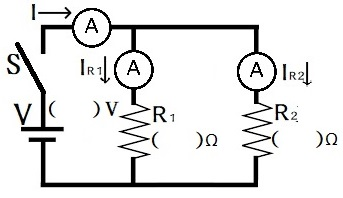 I→
A
S
IR1↓
A
A
IR2↓
V (    ) V
R1
(    )Ω
R2
(    )Ω